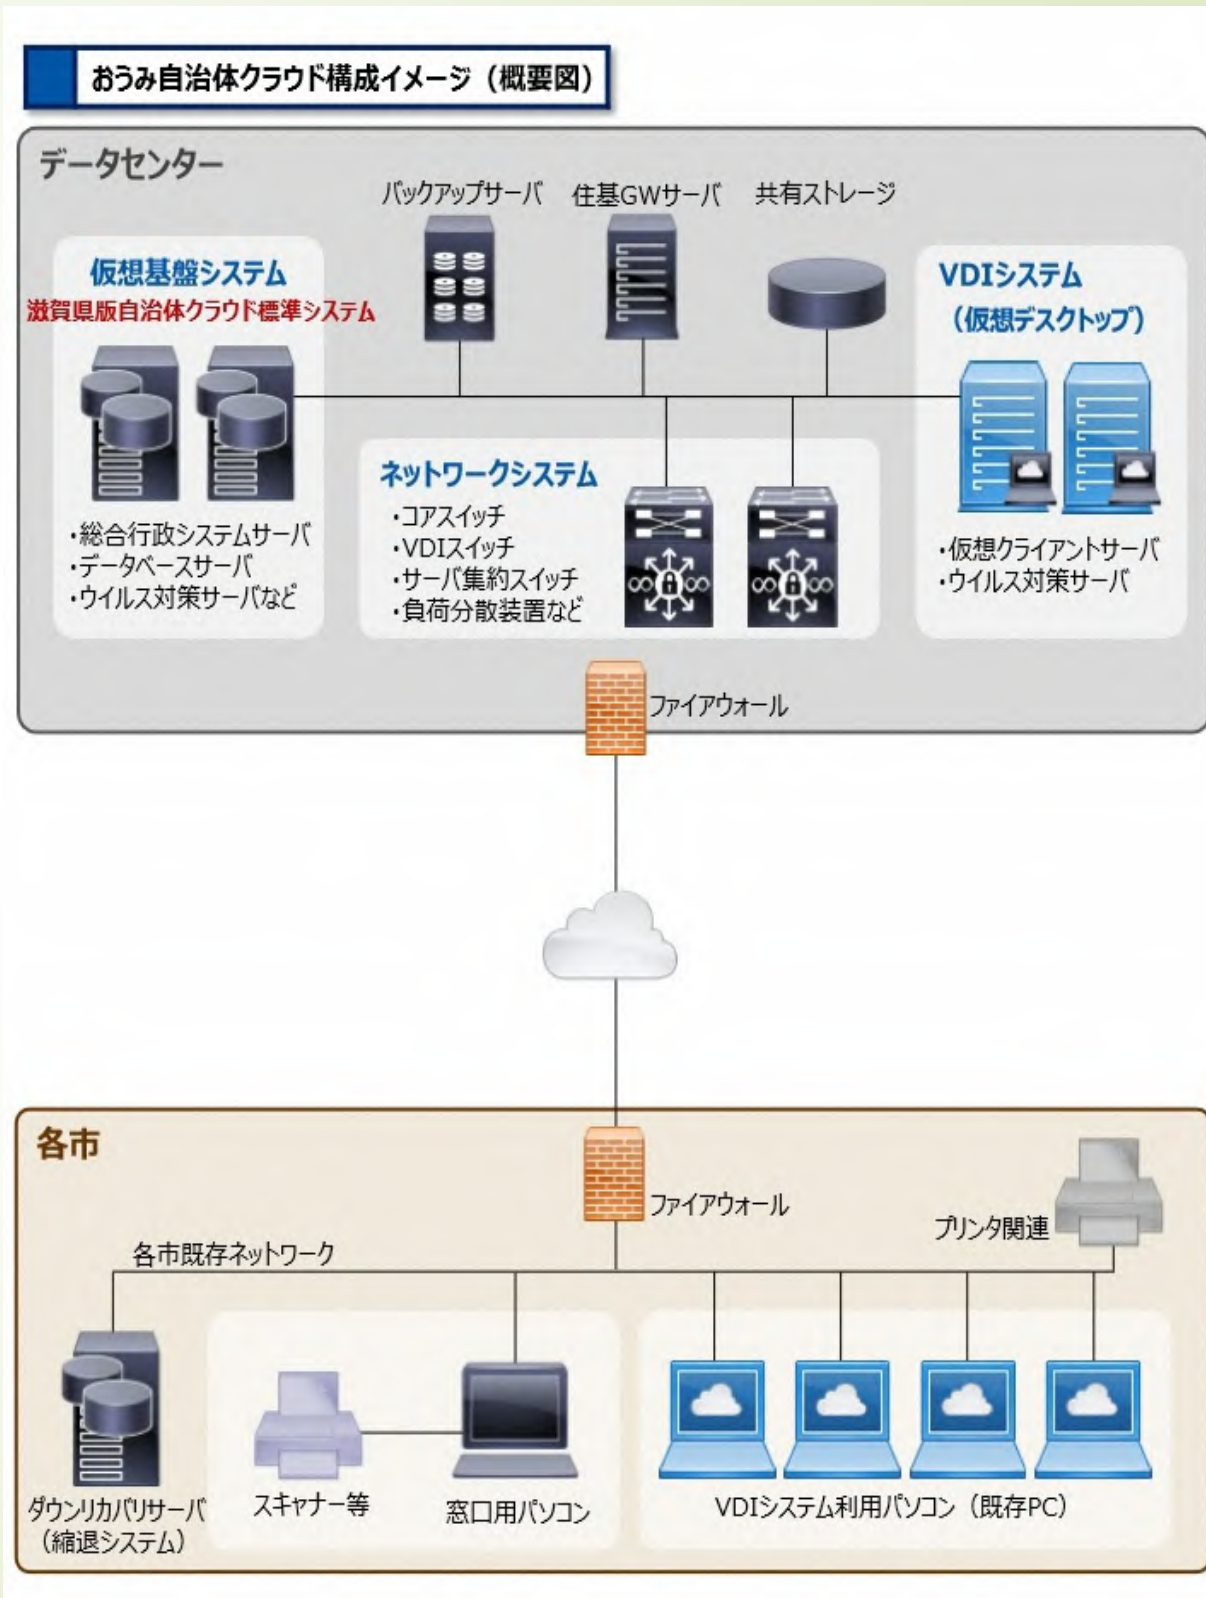 おうみ自治体クラウド構成イメージ（概要図）
データセンター
バックアップサーバ
住基GWサーバ
共有ストレージ
仮想基盤システム
滋賀県版自治体クラウド標準システム
・総合行政システムサーバ
・データベースサーバ
・ウイルス対策サーバなど
ネットワークシステム
・コアスイッチ
・VDIスイッチ
・サーバ集約スイッチ
・負荷分散装置など
VDIシステム
（仮想デスクトップ）
・仮想クライアントサーバ
・ウイルス対策サーバ
ファイアウォール
各市
ファイアウォール
プリンタ関連
各市既存ネットワーク
ダウンリカバリサーバ
（縮退システム）
スキャナー等
窓口用パソコン
VDIシステム利用パソコン（既存PC）